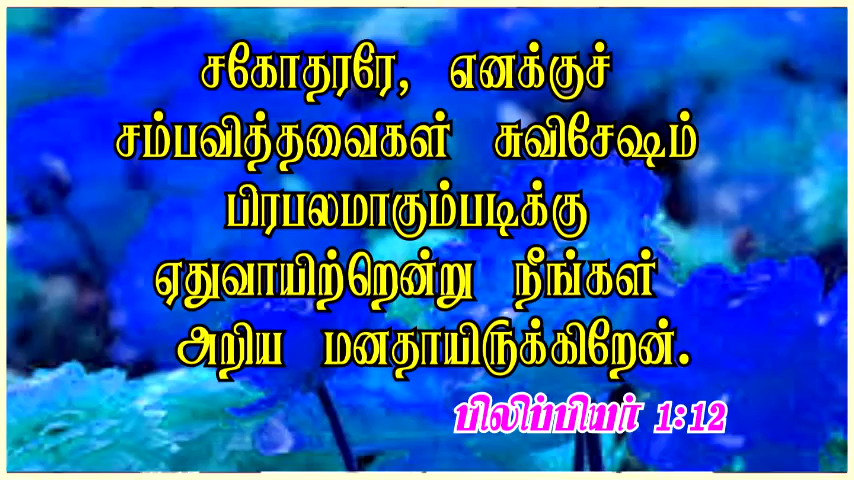 சகோதரரே, எனக்குச்
சம்பவித்தவைகள் சுவிசேஷம்
பிரபலமாகும்படிக்கு
ஏதுவாயிற்றென்று நீங்கள்
அறிய மனதாயிருக்கிறேன்.
பிலிப்பியர் 1:12